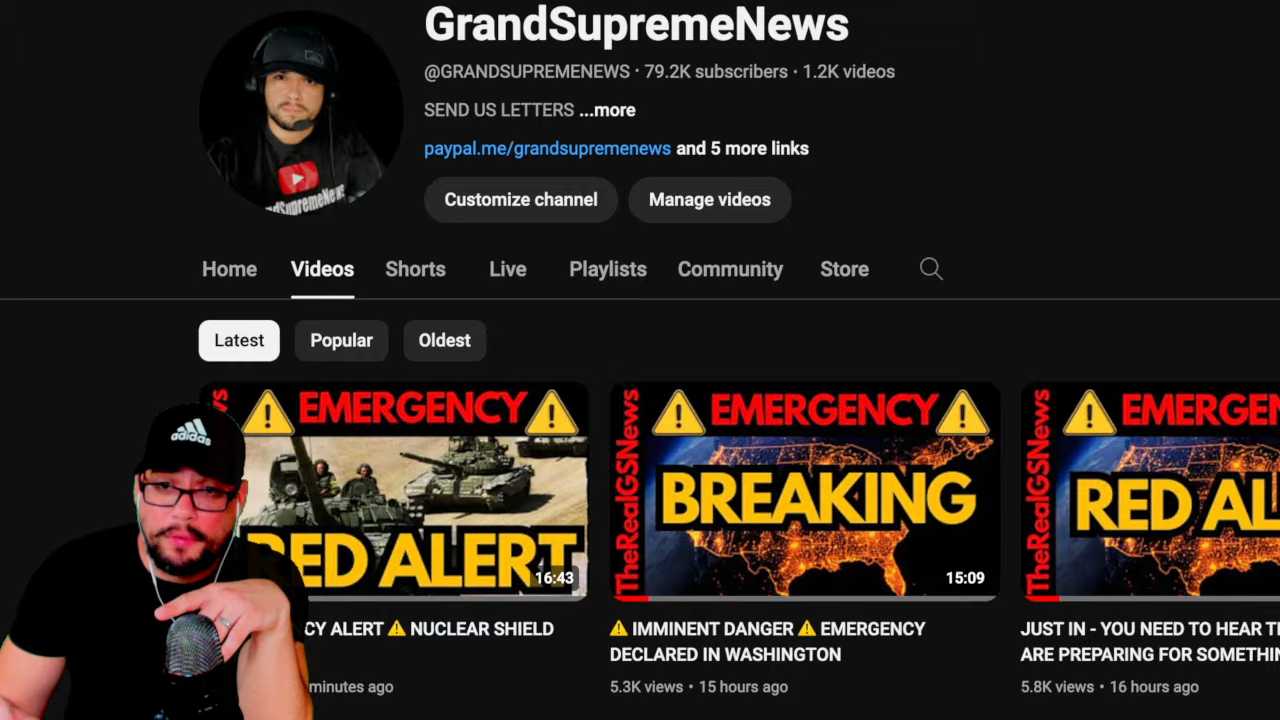 GrandSupremeNews
@GRANDSUPREMENEWS · 79.2K subscribers · 1.2K videos
SEND US LETTERS ...more
paypal.me/grandsupremenews and 5 more links
Customize channel
Manage videos
Home Videos Shorts Live Playlists Community Store
Latest Popular Oldest
⚠ EMERGENCY ⚠
RED ALERT
16:43
CY ALERT ⚠ NUCLEAR SHIELD
minutes ago
TheRealGSNews
⚠ EMERGENCY ⚠
BREAKING
15:09
⚠ IMMINENT DANGER ⚠ EMERGENCY
DECLARED IN WASHINGTON
5.3K views • 15 hours ago
TheRealGSNews
⚠ EMERGEN
RED AL
JUST IN - YOU NEED TO HEAR T
ARE PREPARING FOR SOMETHIN
5.8K views • 16 hours ago
adidas